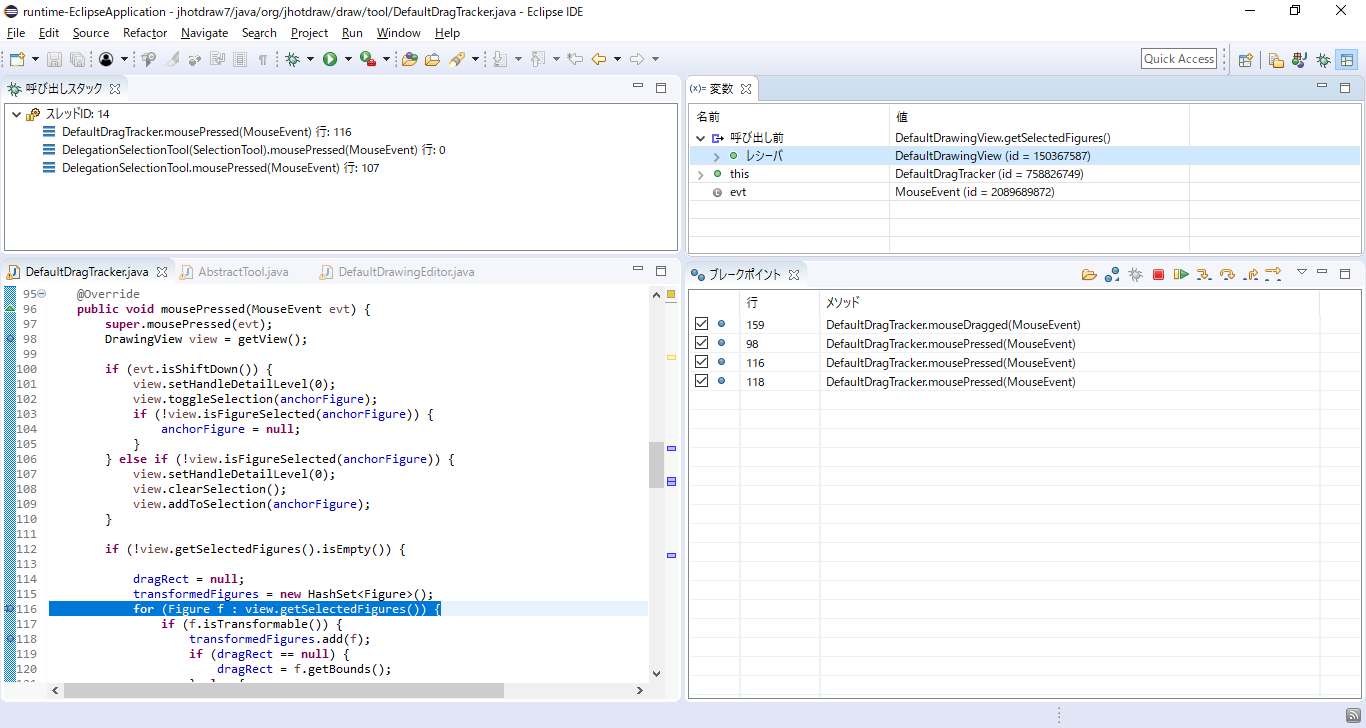 runtime-EclipseApplication - jhotdraw7/java/org/jhotdraw/draw/tool/DefaultDragTracker.java - Eclipse IDE
File Edit Source Refactor Navigate Search Project Run Window Help
Quick Access
呼び出しスタック
スレッドID: 14
DefaultDragTracker.mousePressed(MouseEvent) 行: 116
DelegationSelectionTool(SelectionTool).mousePressed(MouseEvent) 行: 0
DelegationSelectionTool.mousePressed(MouseEvent) 行: 107
(x)= 変数
名前 値
呼び出し前 DefaultDrawingView.getSelectedFigures()
レシーバ DefaultDrawingView (id = 150367587)
this DefaultDragTracker (id = 758826749)
evt MouseEvent (id = 2089689872)
DefaultDragTracker.java AbstractTool.java DefaultDrawingEditor.java
95 @Override
96 public void mousePressed(MouseEvent evt) {
97 super.mousePressed(evt);
98 DrawingView view = getView();
99
100 if (evt.isShiftDown()) {
101 view.setHandleDetailLevel(0);
102 view.toggleSelection(anchorFigure);
103 if (!view.isFigureSelected(anchorFigure)) {
104 anchorFigure = null;
105 }
106 } else if (!view.isFigureSelected(anchorFigure)) {
107 view.setHandleDetailLevel(0);
108 view.clearSelection();
109 view.addToSelection(anchorFigure);
110 }
111
112 if (!view.getSelectedFigures().isEmpty()) {
113
114 dragRect = null;
115 transformedFigures = new HashSet<Figure>();
116 for (Figure f : view.getSelectedFigures()) {
117 if (f.isTransformable()) {
118 transformedFigures.add(f);
119 if (dragRect == null) {
120 dragRect = f.getBounds();
ブレークポイント
行 メソッド
159 DefaultDragTracker.mouseDragged(MouseEvent)
98 DefaultDragTracker.mousePressed(MouseEvent)
116 DefaultDragTracker.mousePressed(MouseEvent)
118 DefaultDragTracker.mousePressed(MouseEvent)